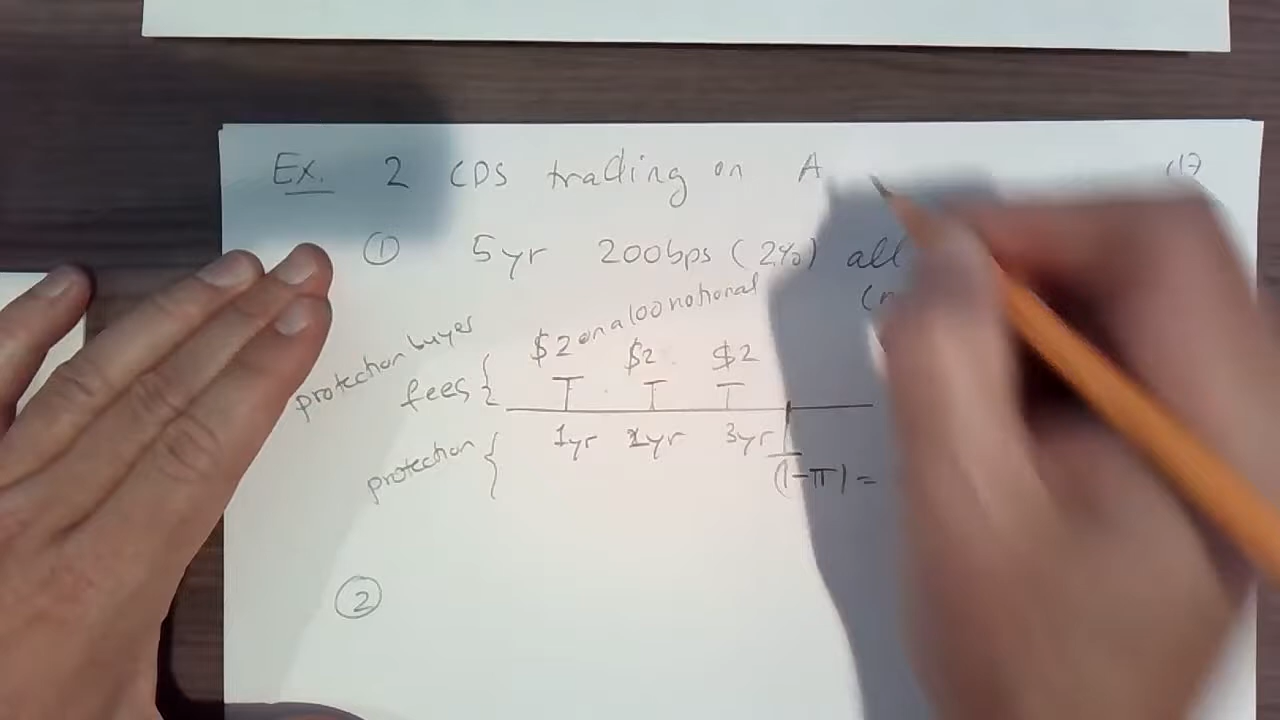 Ex. 2 CDS trading on A
(17
① 5yr 200bps (2%) all
protection buyer
fees { $2 on a 100 notional $2 $2
1yr 2yr 3yr
protection {
(1-π) =
②